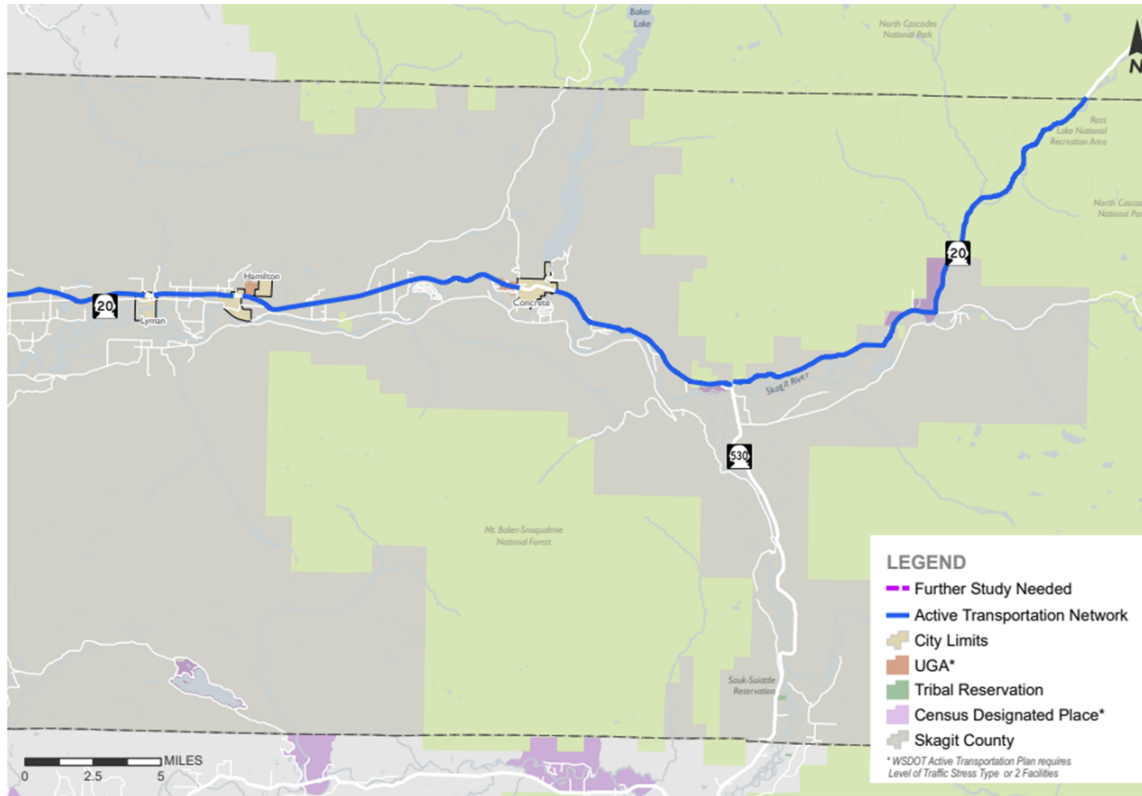 Baker
Lake
North Cascades
National Park
N
Ross
Lake National
Recreation Area
North Cascad
National Park
20
Hamilton
20
Lyman
Concrete
Skagit River
530
Mt. Baker-Snoqualmie
National Forest
Sauk-Suiattle
Reservation
LEGEND
Further Study Needed
Active Transportation Network
City Limits
UGA*
Tribal Reservation
Census Designated Place*
Skagit County
* WSDOT Active Transportation Plan requires
Level of Traffic Stress Type 1 or 2 Facilities
MILES
0 2.5 5